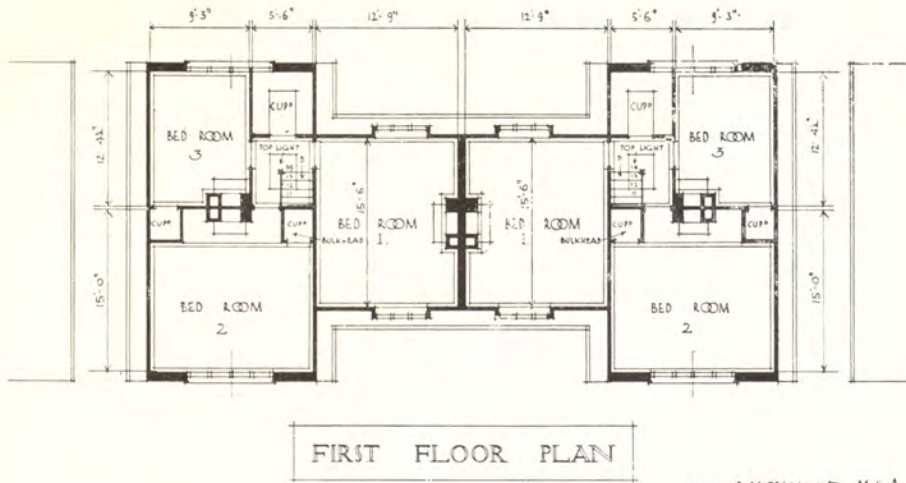 9'-3" 5'-6" 12'-9" 12'-9" 5'-6" 9'-3"
CUPD CUPD
BED ROOM 3 BED ROOM 3
12'-4½" 12'-4½"
TOP LIGHT TOP LIGHT
D D
15'-6" 15'-6"
CUPD CUPD BED ROOM 1. BED ROOM 1. CUPD CUPD
BULKHEAD BULKHEAD
15'-0" 15'-0"
BED ROOM 2 BED ROOM 2
FIRST FLOOR PLAN